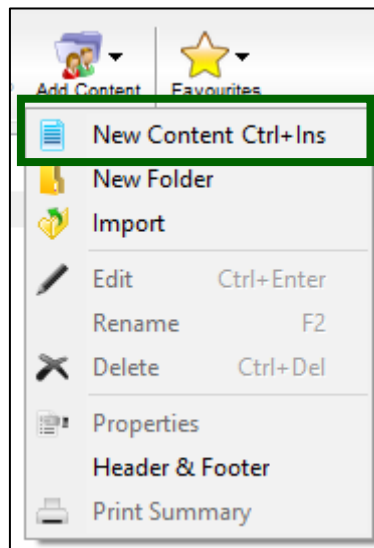 Add Content Favourites
New Content Ctrl+Ins
New Folder
Import
Edit Ctrl+Enter
Rename F2
Delete Ctrl+Del
Properties
Header & Footer
Print Summary